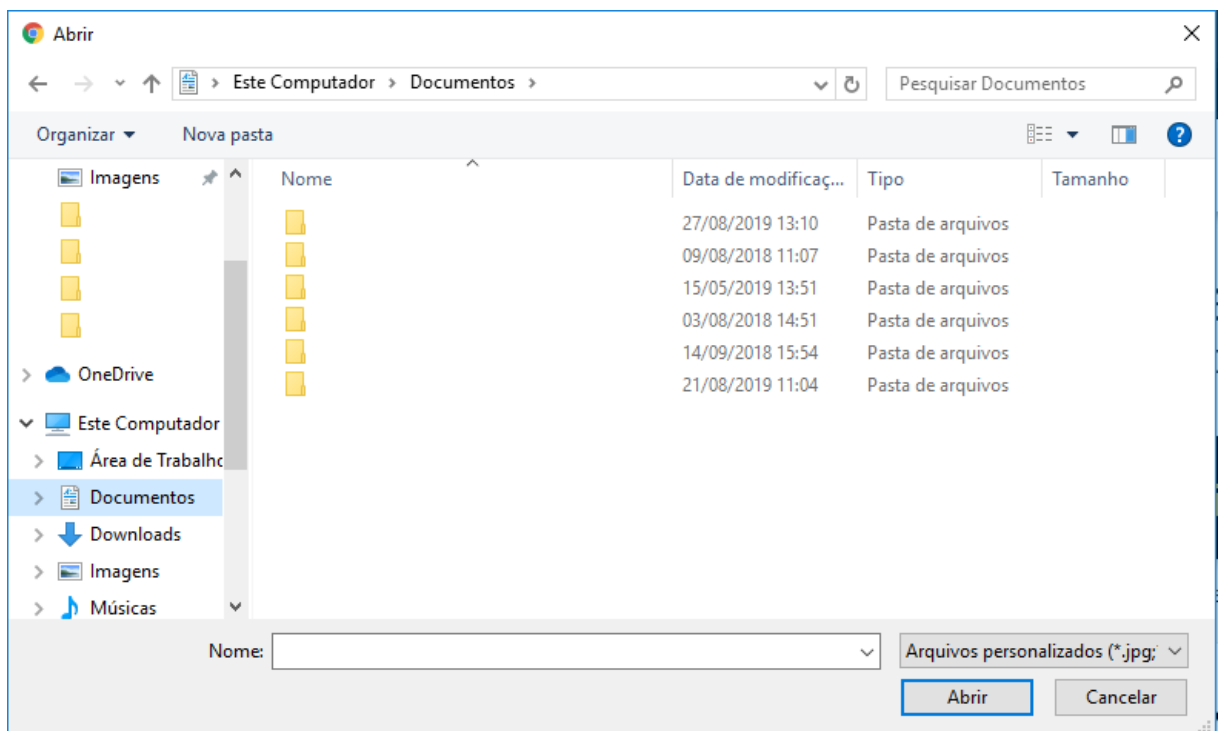 Abrir
Este Computador > Documentos >
Pesquisar Documentos
Organizar Nova pasta
Imagens
Nome Data de modificaç... Tipo Tamanho
27/08/2019 13:10 Pasta de arquivos
09/08/2018 11:07 Pasta de arquivos
15/05/2019 13:51 Pasta de arquivos
03/08/2018 14:51 Pasta de arquivos
14/09/2018 15:54 Pasta de arquivos
21/08/2019 11:04 Pasta de arquivos
OneDrive
Este Computador
Área de Trabalho
Documentos
Downloads
Imagens
Músicas
Nome:
Arquivos personalizados (*.jpg;
Abrir Cancelar